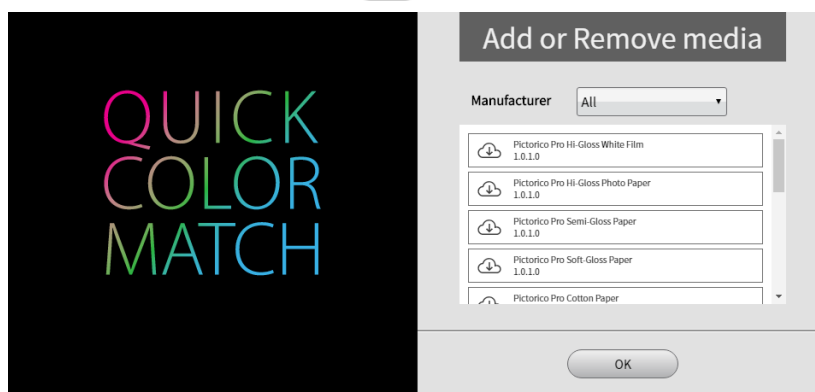 QUICK
COLOR
MATCH
Add or Remove media
Manufacturer
All
Pictorico Pro Hi-Gloss White Film
1.0.1.0
Pictorico Pro Hi-Gloss Photo Paper
1.0.1.0
Pictorico Pro Semi-Gloss Paper
1.0.1.0
Pictorico Pro Soft-Gloss Paper
1.0.1.0
Pictorico Pro Cotton Paper
OK